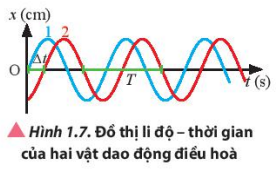 x (cm)
1 2
Δt
O
T
t (s)
▲ Hình 1.7. Đồ thị li độ – thời gian
của hai vật dao động điều hoà